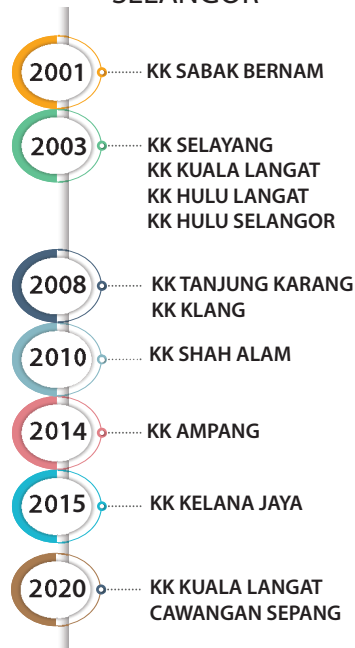 SELANGOR
2001
KK SABAK BERNAM
2003
KK SELAYANG
KK KUALA LANGAT
KK HULU LANGAT
KK HULU SELANGOR
2008
KK TANJUNG KARANG
KK KLANG
2010
KK SHAH ALAM
2014
KK AMPANG
2015
KK KELANA JAYA
2020
KK KUALA LANGAT
CAWANGAN SEPANG